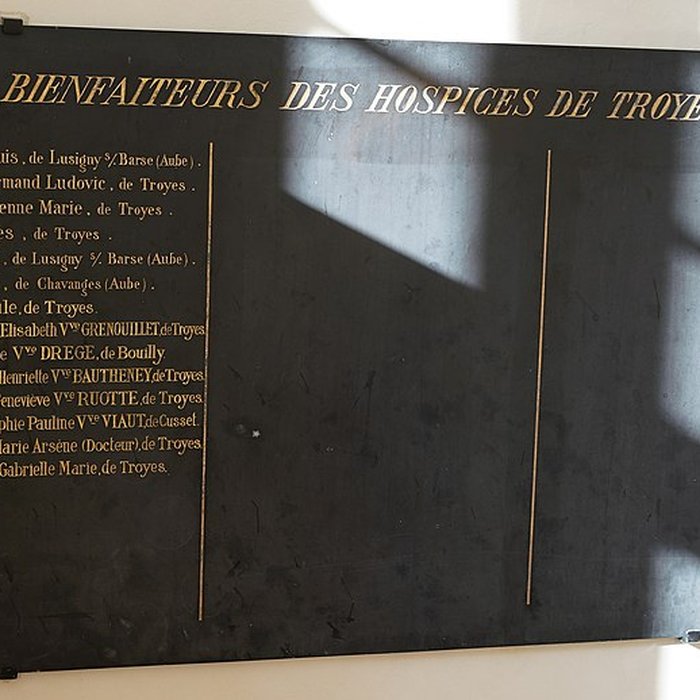 BIENFAITEURS DES HOSPICES DE TROYE
uis, de Lusigny s/ Barse (Aube).
rmand Ludovic, de Troyes.
enne Marie, de Troyes.
es, de Troyes.
, de Lusigny s/ Barse (Aube).
, de Chavanges (Aube).
ile, de Troyes.
Elisabeth Vve GRENOUILLET, de Troyes.
e Vve DREGE, de Bouilly.
Henriette Vve BAUTHENEY, de Troyes.
Geneviève Vve RUOTTE, de Troyes.
phie Pauline Vve VIAUT, de Cusset.
Marie Arsène (Docteur), de Troyes.
Gabrielle Marie, de Troyes.